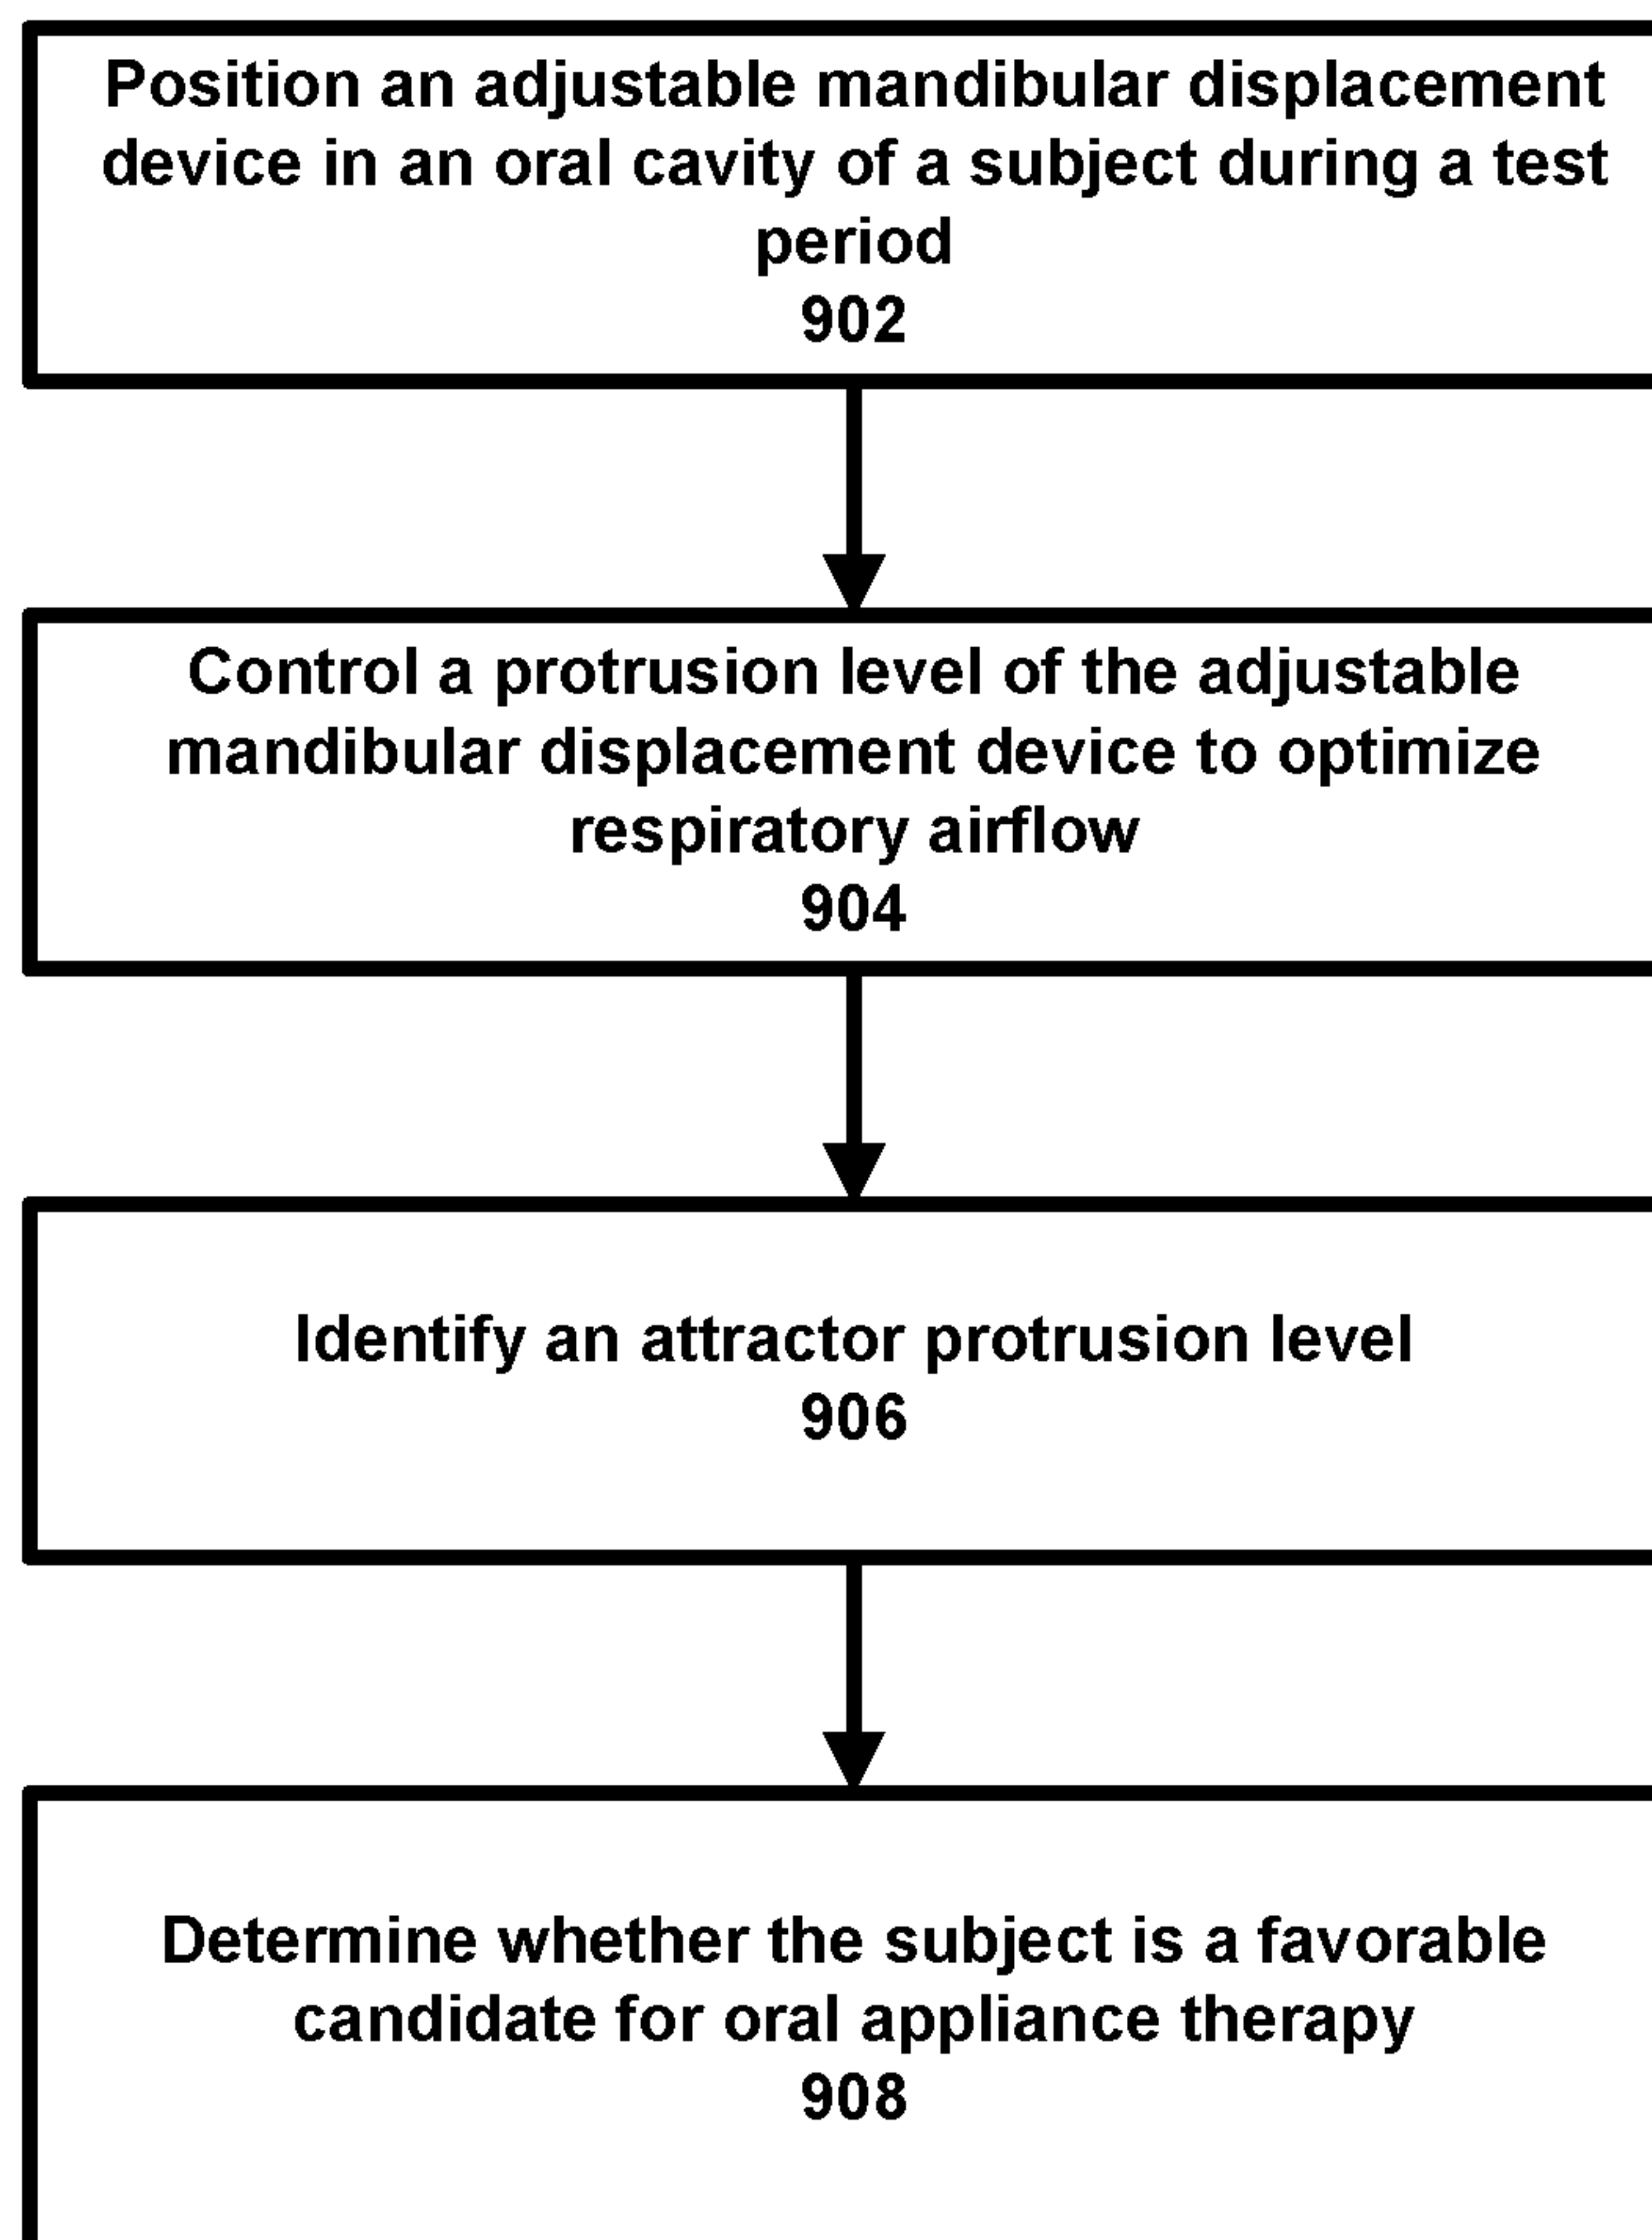 Position an adjustable mandibular displacement
device in an oral cavity of a subject during a test
period
902
Control a protrusion level of the adjustable
mandibular displacement device to optimize
respiratory airflow
904
Identify an attractor protrusion level
906
Determine whether the subject is a favorable
candidate for oral appliance therapy
908